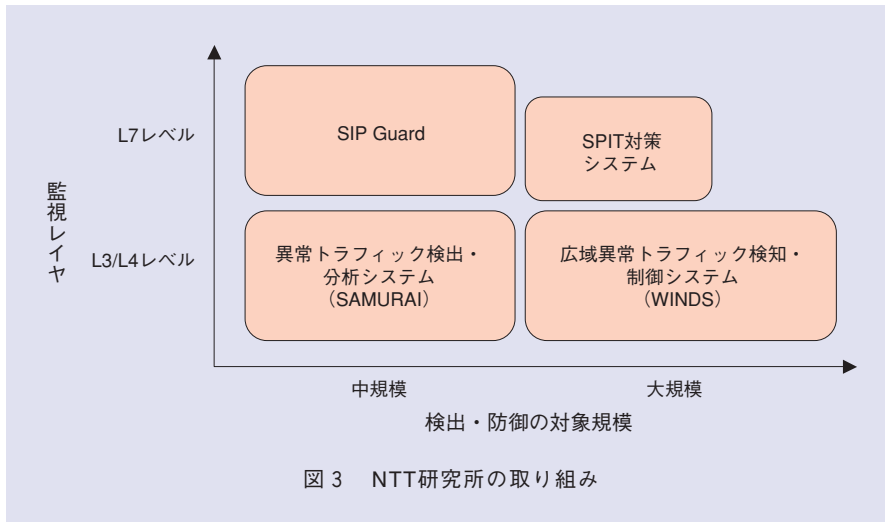 L7レベル
SIP Guard
SPIT対策
システム
監視レイヤ
L3/L4レベル
異常トラフィック検出・
分析システム
（SAMURAI）
広域異常トラフィック検知・
制御システム
（WINDS）
中規模
大規模
検出・防御の対象規模
図3 NTT研究所の取り組み